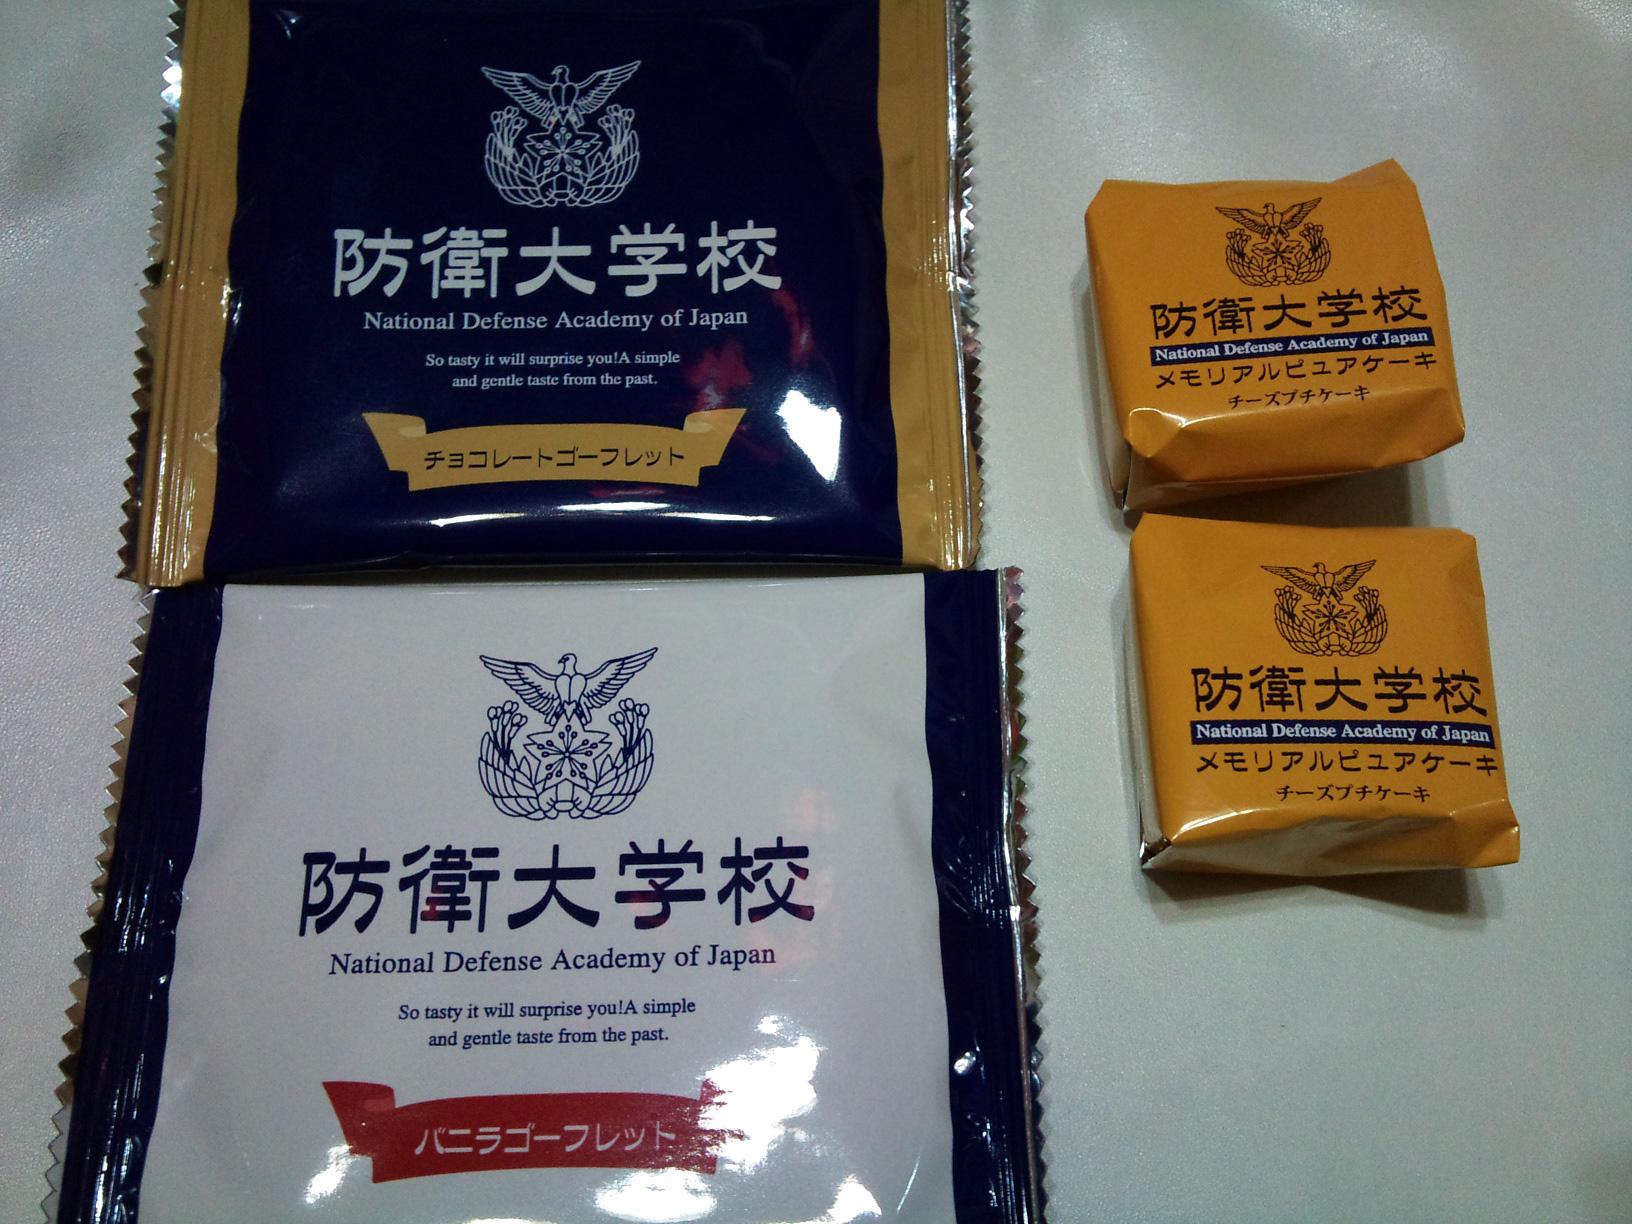 防衛大学校
National Defense Academy of Japan
So tasty it will surprise you!A simple
and gentle taste from the past.
チョコレートゴーフレット
防衛大学校
National Defense Academy of Japan
So tasty it will surprise you!A simple
and gentle taste from the past.
バニラゴーフレット
防衛大学校
National Defense Academy of Japan
メモリアルピュアケーキ
チーズプチケーキ
防衛大学校
National Defense Academy of Japan
メモリアルピュアケーキ
チーズプチケーキ